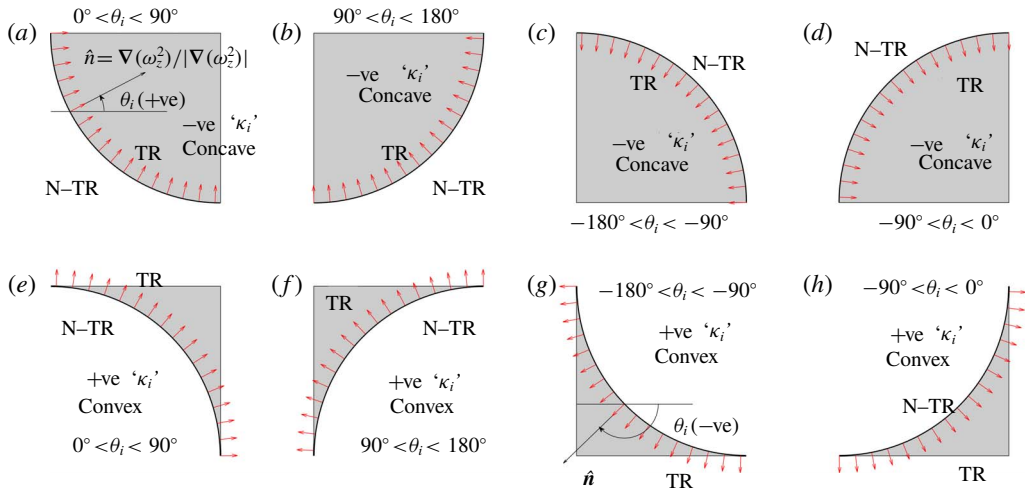 (a)
0° <θᵢ < 90°
n̂ = ∇(ω_z²)/|∇(ω_z²)|
θᵢ (+ve)
−ve ‘κᵢ’
Concave
TR
N–TR
(b)
90° <θᵢ < 180°
−ve ‘κᵢ’
Concave
TR
N–TR
(c)
N–TR
TR
−ve ‘κᵢ’
Concave
−180° <θᵢ < −90°
(d)
N–TR
TR
−ve ‘κᵢ’
Concave
−90° <θᵢ < 0°
(e)
TR
N–TR
+ve ‘κᵢ’
Convex
0° <θᵢ < 90°
(f)
TR
N–TR
+ve ‘κᵢ’
Convex
90° <θᵢ < 180°
(g)
−180° <θᵢ < −90°
+ve ‘κᵢ’
Convex
θᵢ (−ve)
n̂
TR
(h)
−90° <θᵢ < 0°
+ve ‘κᵢ’
Convex
N–TR
TR